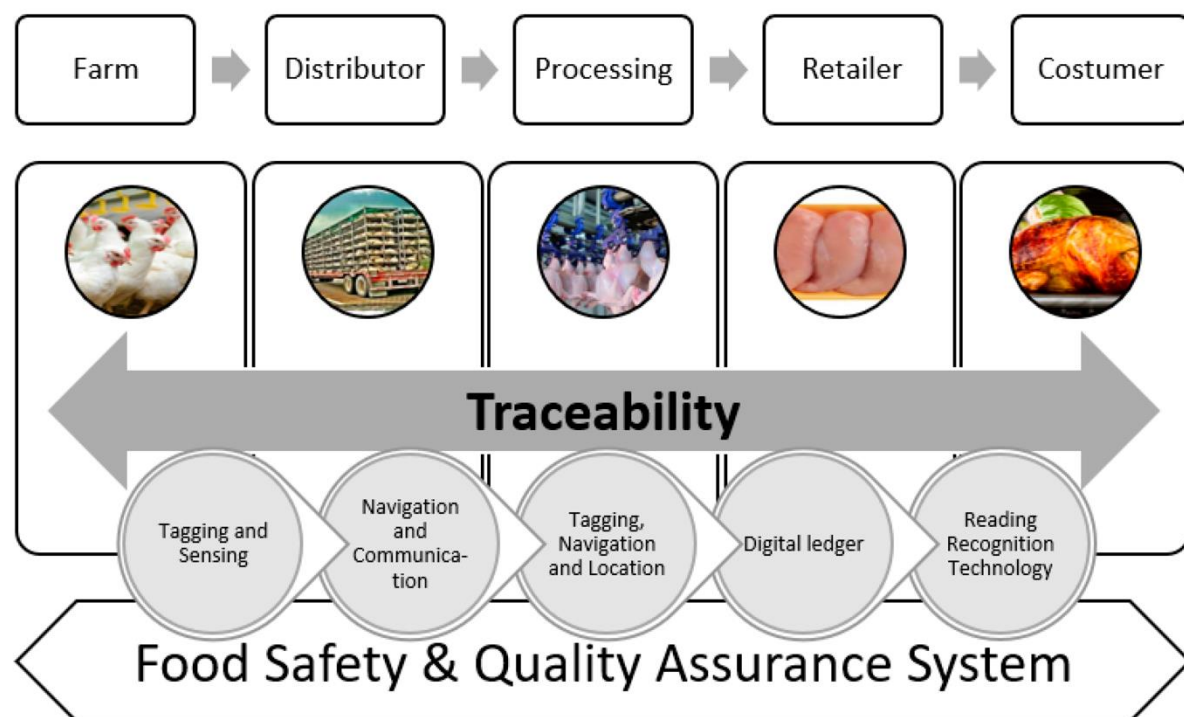 Farm
Distributor
Processing
Retailer
Costumer
Traceability
Tagging and
Sensing
Navigation
and
Communica-
tion
Tagging,
Navigation
and Location
Digital ledger
Reading
Recognition
Technology
Food Safety & Quality Assurance System